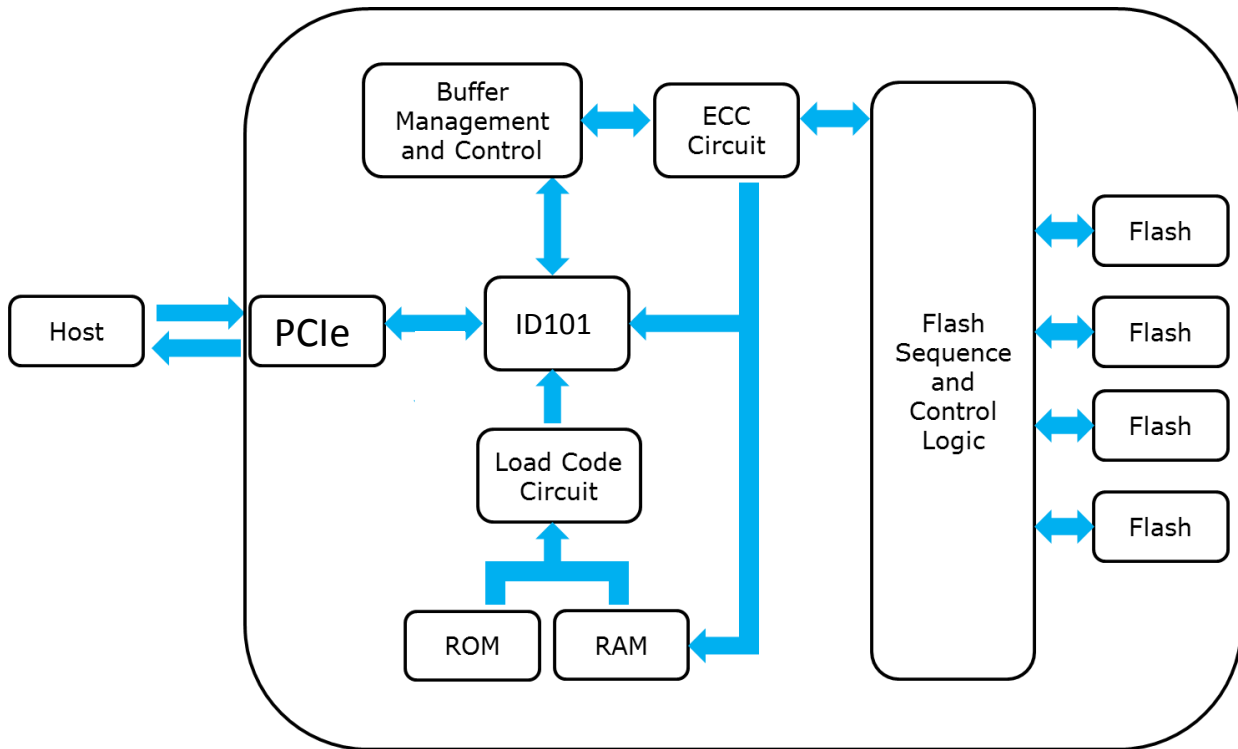 Buffer
Management
and Control
ECC
Circuit
Host
PCIe
ID101
Load Code
Circuit
ROM
RAM
Flash
Sequence
and
Control
Logic
Flash
Flash
Flash
Flash